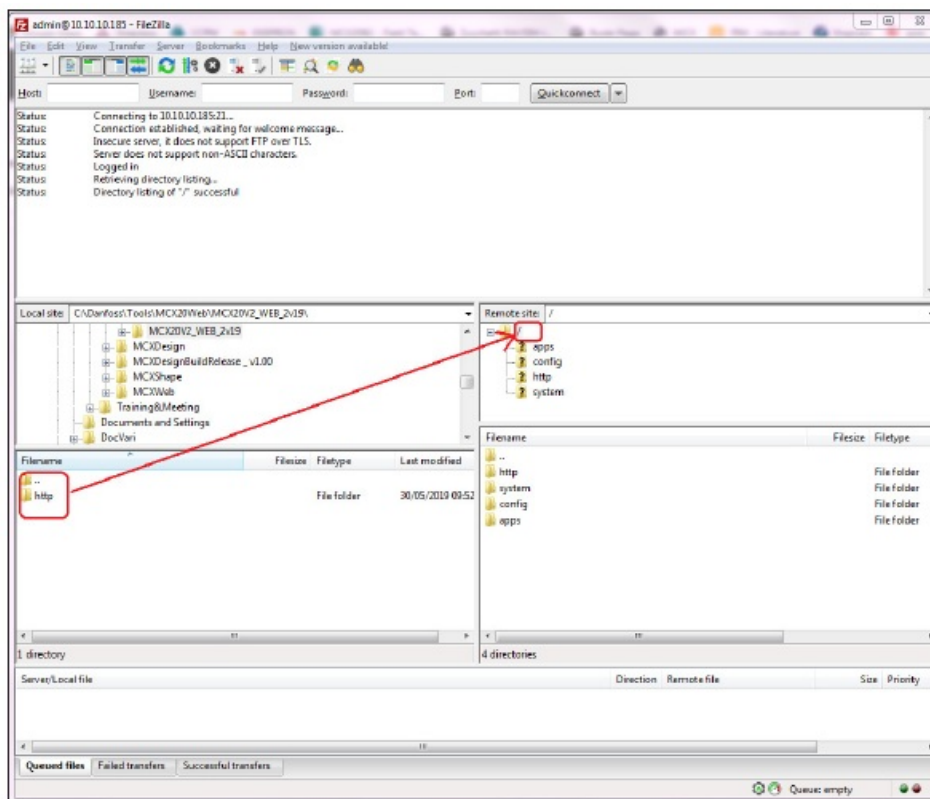 admin@10.10.10.185 - FileZilla
File Edit View Transfer Server Bookmarks Help New version available!
Host: Username: Password: Port: Quickconnect
Status: Connecting to 10.10.10.185:21...
Status: Connection established, waiting for welcome message...
Status: Insecure server, it does not support FTP over TLS.
Status: Server does not support non-ASCII characters.
Status: Logged in
Status: Retrieving directory listing...
Status: Directory listing of "/" successful
Local site: C:\Danfoss\Tools\MCX20Web\MCX20V2_WEB_2v19\
MCX20V2_WEB_2v19
MCXDesign
MCXDesignBuildRelease _ v1.00
MCXShape
MCXWeb
Training&Meeting
Documents and Settings
DocVari
Remote site: /
/
apps
config
http
system
Filename Filesize Filetype Last modified
..
http File folder 30/05/2019 09:52
1 directory
Filename Filesize Filetype
..
http File folder
system File folder
config File folder
apps File folder
4 directories
Server/Local file Direction Remote file Size Priority
Queued files Failed transfers Successful transfers
Queue: empty